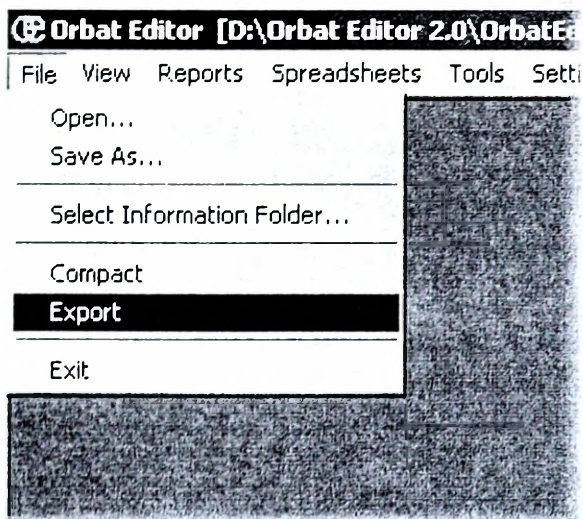 Orbat Editor [D:\Orbat Editor 2.0\OrbatE
File View Reports Spreadsheets Tools Setti
Open...
Save As...
Select Information Folder...
Compact
Export
Exit